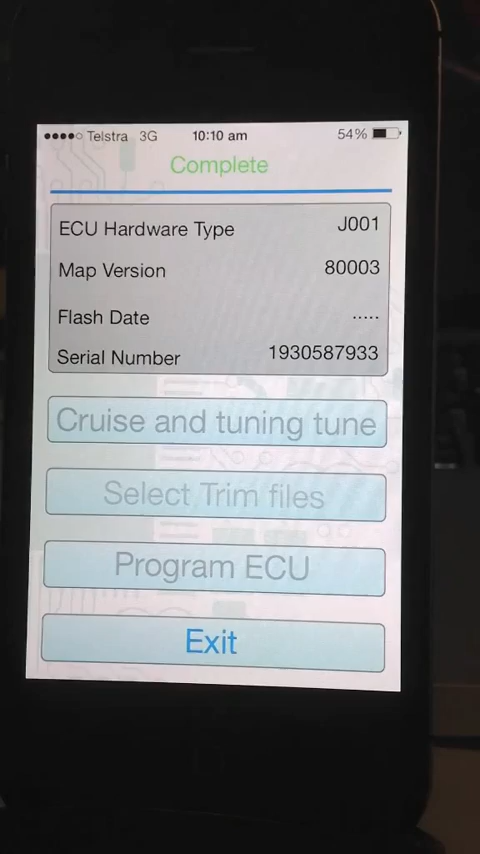 Telstra 3G 10:10 am 54%
Complete
ECU Hardware Type J001
Map Version 80003
Flash Date .....
Serial Number 1930587933
Cruise and tuning tune
Select Trim files
Program ECU
Exit